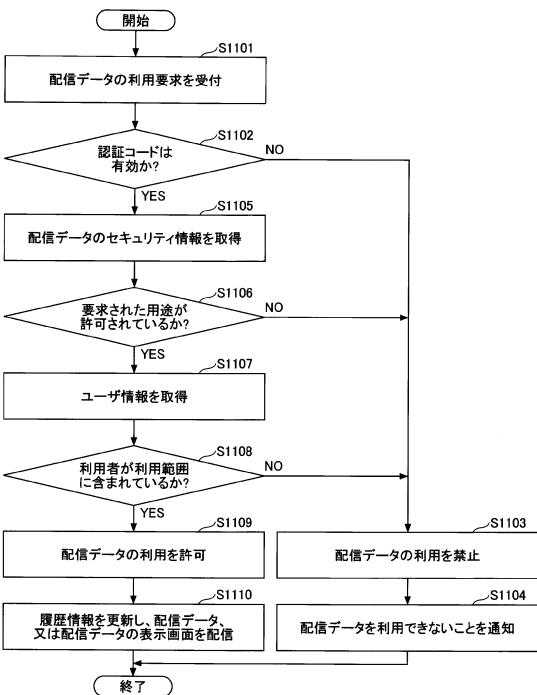 開始
S1101
配信データの利用要求を受付
S1102
認証コードは
有効か?
NO
YES
S1105
配信データのセキュリティ情報を取得
S1106
要求された用途が
許可されているか?
NO
YES
S1107
ユーザ情報を取得
S1108
利用者が利用範囲
に含まれているか?
NO
YES
S1109
配信データの利用を許可
S1103
配信データの利用を禁止
S1110
履歴情報を更新し、配信データ、
又は配信データの表示画面を配信
S1104
配信データを利用できないことを通知
終了